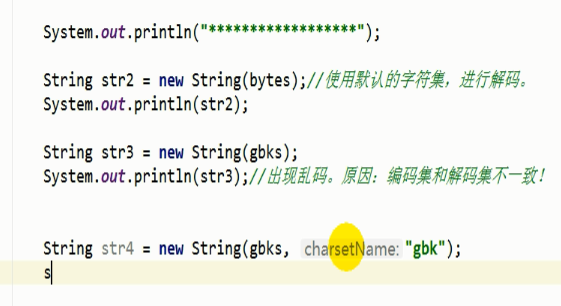 System.out.println("******************");
String str2 = new String(bytes);//使用默认的字符集，进行解码。
System.out.println(str2);
String str3 = new String(gbks);
System.out.println(str3);//出现乱码。原因：编码集和解码集不一致！
String str4 = new String(gbks, charsetName: "gbk");
s